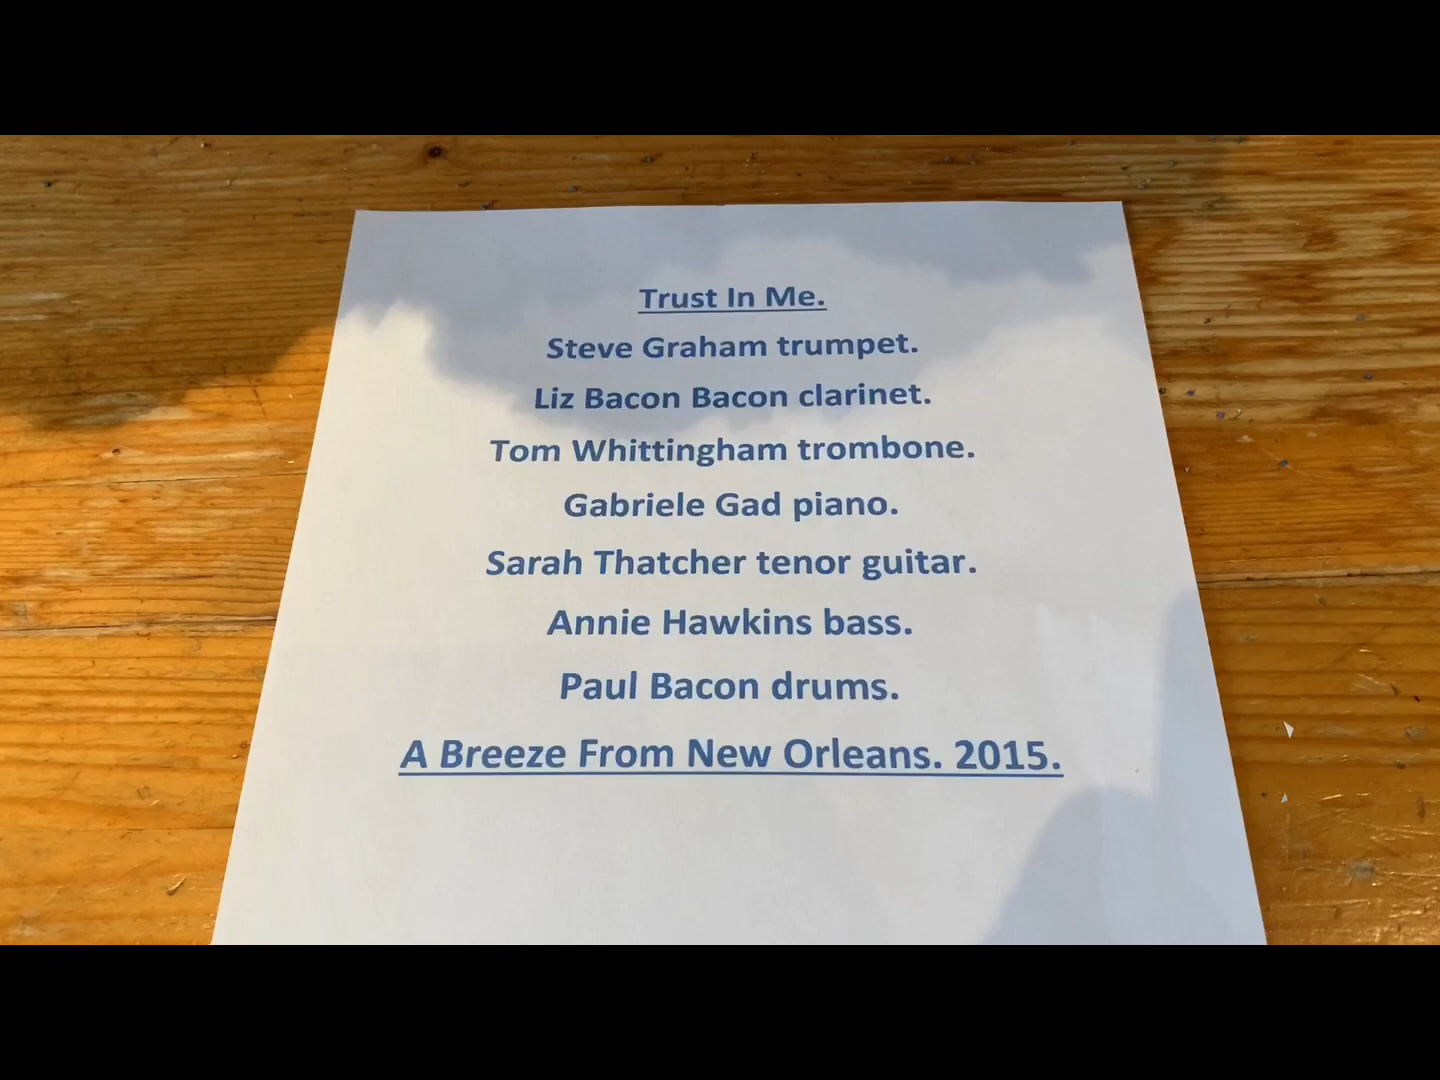 Trust In Me.
Steve Graham trumpet.
Liz Bacon Bacon clarinet.
Tom Whittingham trombone.
Gabriele Gad piano.
Sarah Thatcher tenor guitar.
Annie Hawkins bass.
Paul Bacon drums.
A Breeze From New Orleans. 2015.